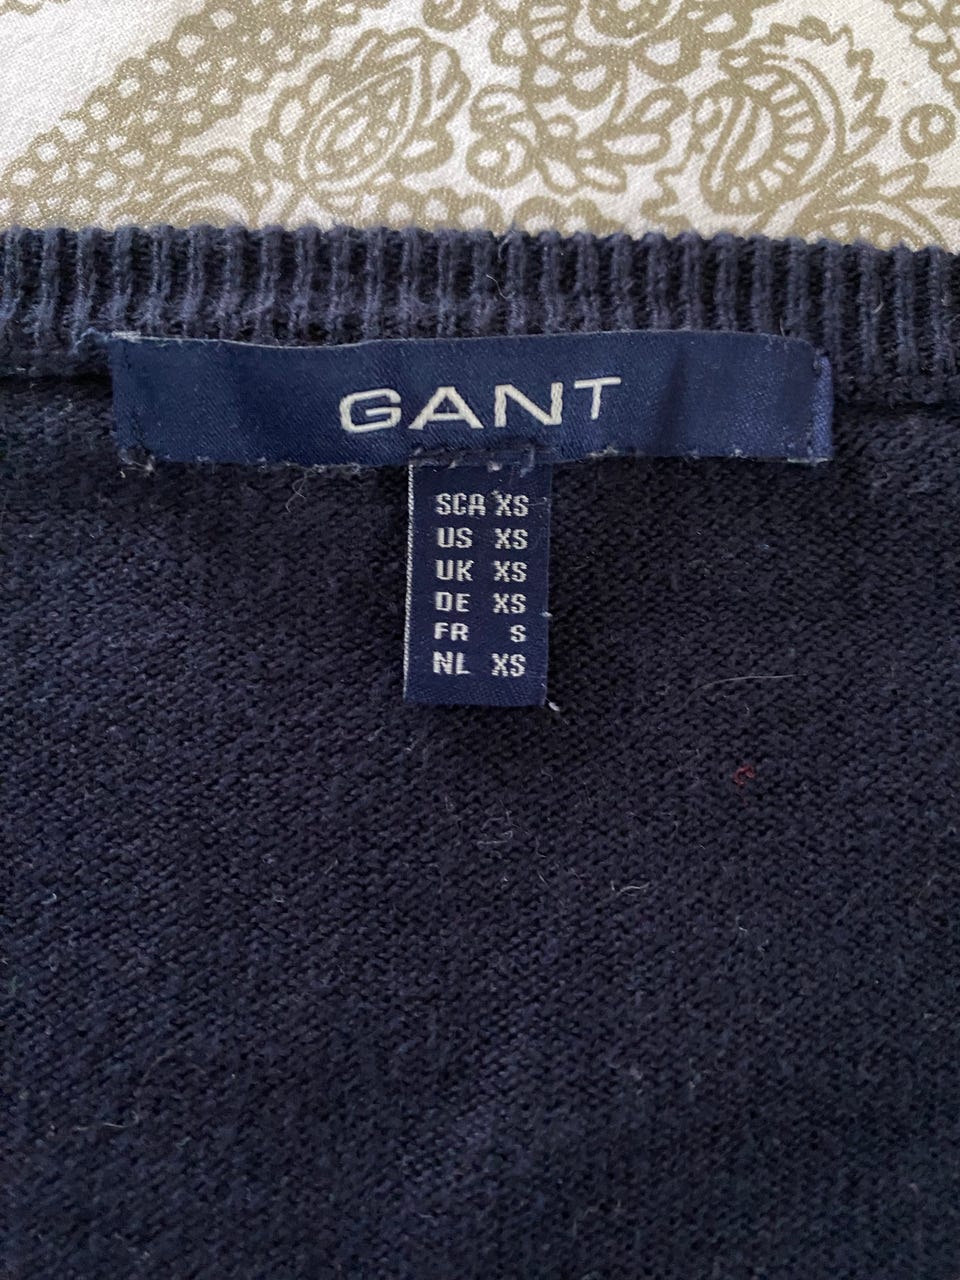 GANT
SCA XS
US XS
UK XS
DE XS
FR S
NL XS